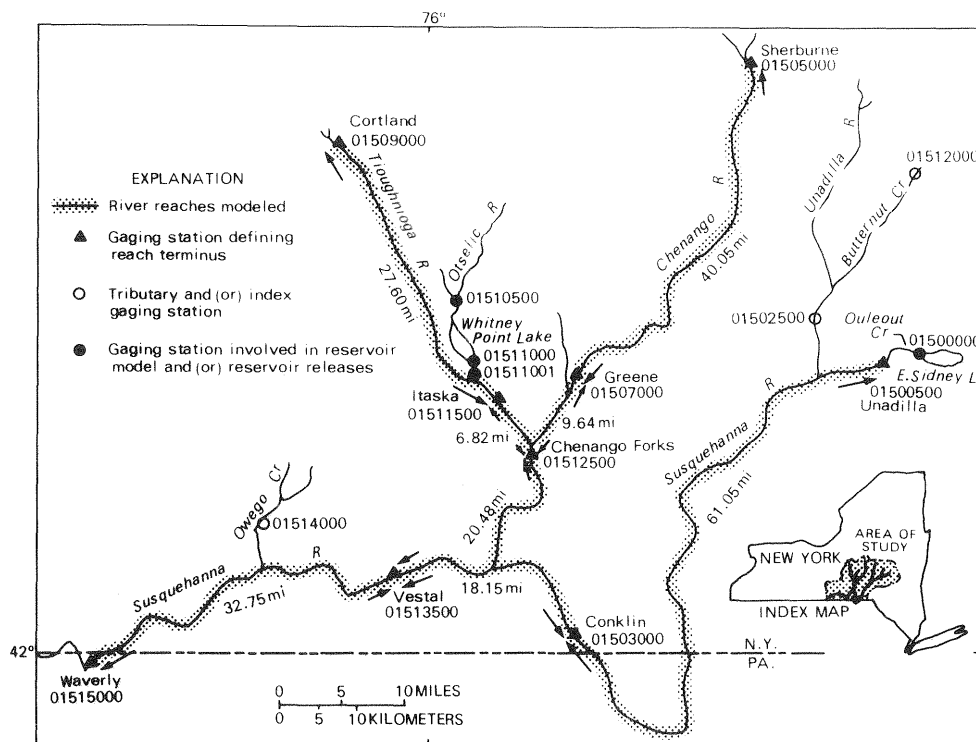 76°
Sherburne
01505000
Cortland
01509000
EXPLANATION
River reaches modeled
Gaging station defining
reach terminus
Tributary and (or) index
gaging station
Gaging station involved in reservoir
model and (or) reservoir releases
Tioughnioga R
27.60 mi
Otselic R
01510500
Whitney
Point Lake
01511000
01511001
Itaska
01511500
6.82 mi
Chenango R
40.05 mi
Greene
01507000
9.64 mi
Chenango Forks
01512500
Unadilla R
Butternut Cr
01512000
01502500
Ouleout
Cr
01500000
E. Sidney L
01500500
Unadilla
Susquehanna R
61.05 mi
20.48 mi
Owego Cr
01514000
Susquehanna R
32.75 mi
Vestal
01513500
18.15 mi
Conklin
01503000
NEW YORK
AREA OF
STUDY
INDEX MAP
42°
N.Y.
PA.
Waverly
01515000
0 5 10 MILES
0 5 10 KILOMETERS